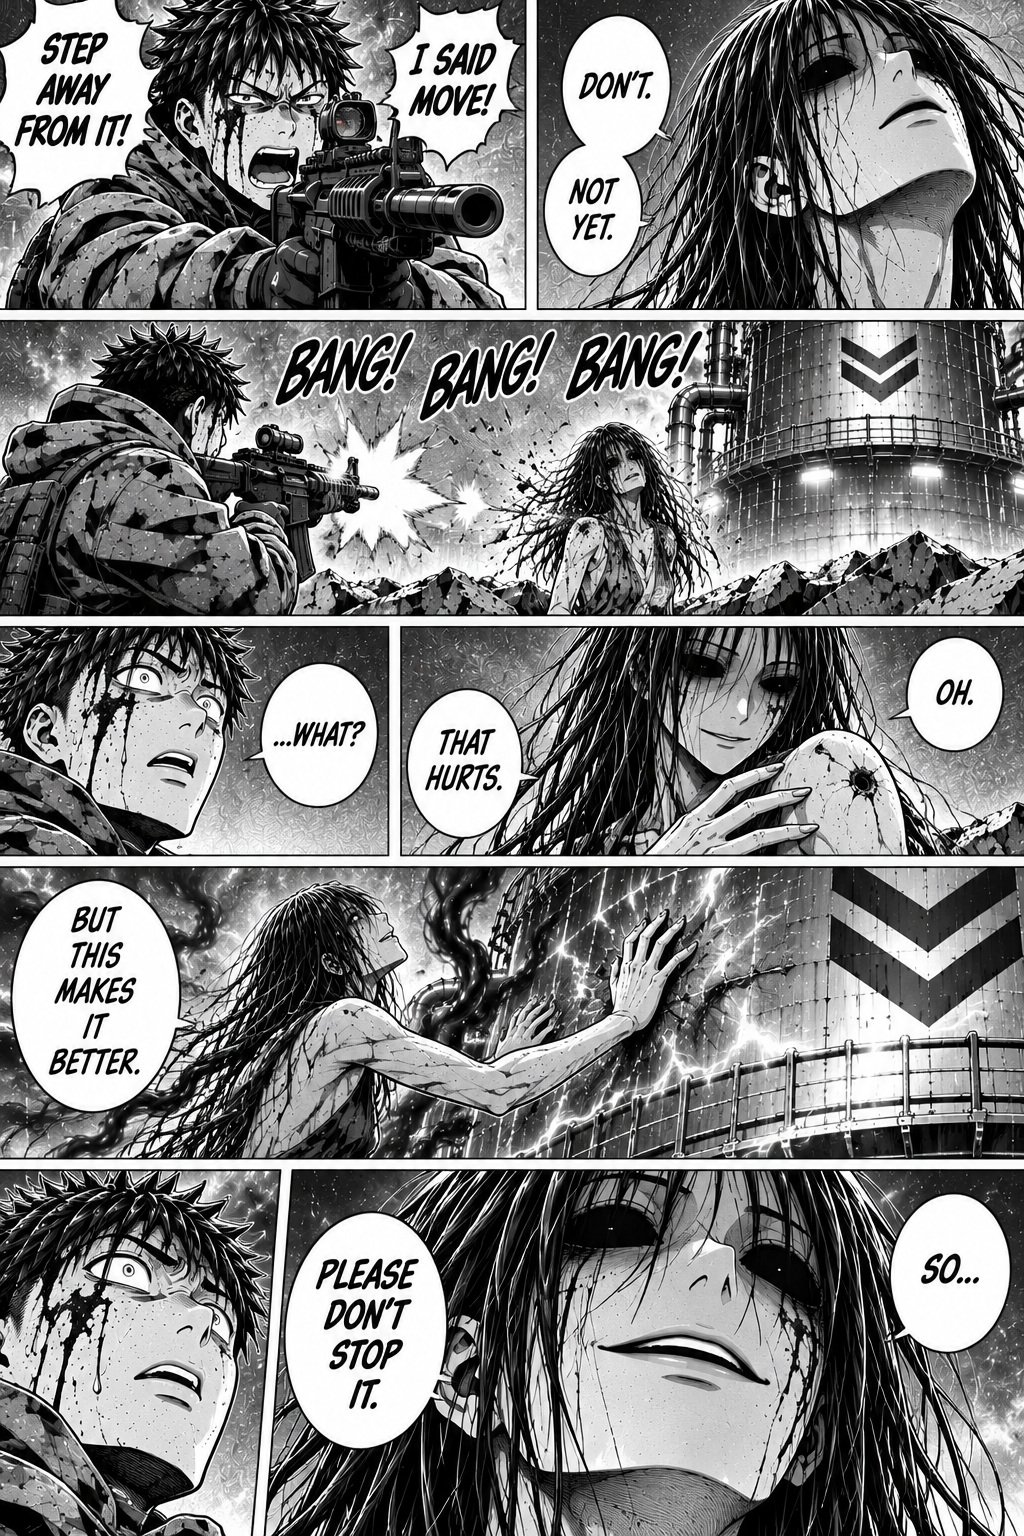 STEP
AWAY
FROM IT!
I SAID
MOVE!
DON'T.
NOT
YET.
BANG!
BANG!
BANG!
...WHAT?
THAT
HURTS.
OH.
BUT
THIS
MAKES
IT
BETTER.
PLEASE
DON'T
STOP
IT.
SO...